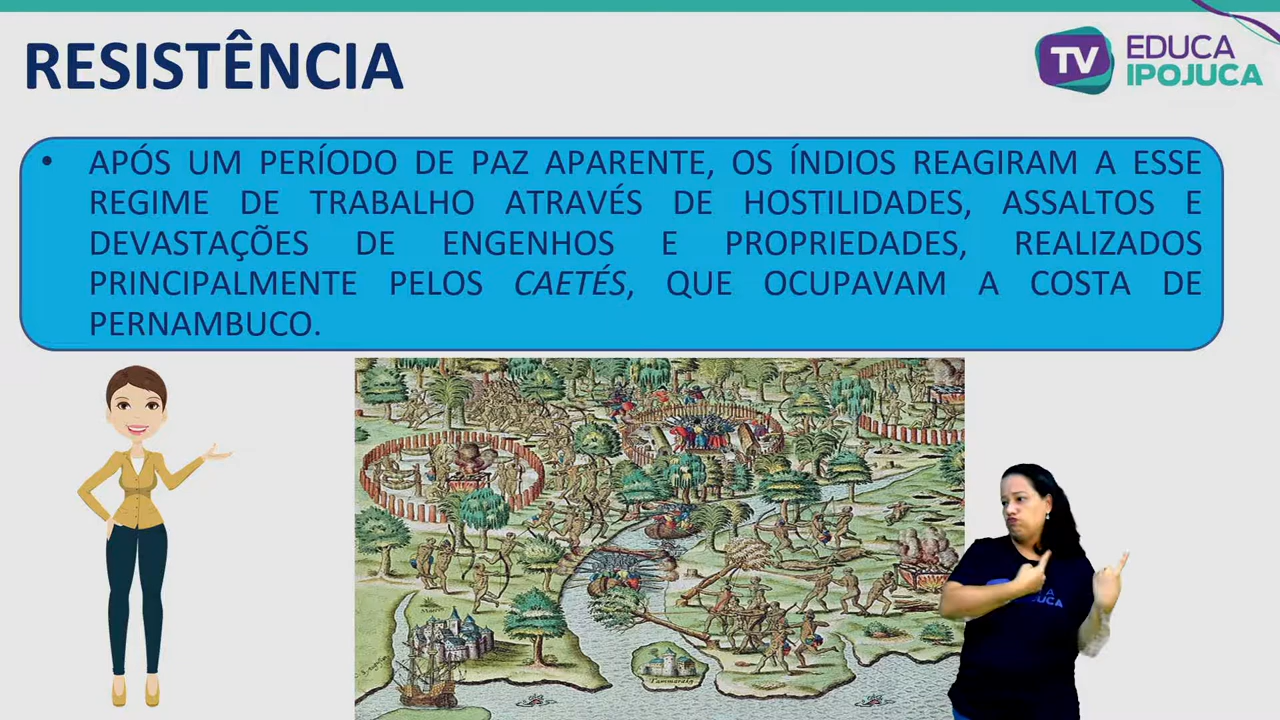 RESISTÊNCIA
TV EDUCA
IPOJUCA
• APÓS UM PERÍODO DE PAZ APARENTE, OS ÍNDIOS REAGIRAM A ESSE
REGIME DE TRABALHO ATRAVÉS DE HOSTILIDADES, ASSALTOS E
DEVASTAÇÕES DE ENGENHOS E PROPRIEDADES, REALIZADOS
PRINCIPALMENTE PELOS CAETÉS, QUE OCUPAVAM A COSTA DE
PERNAMBUCO.